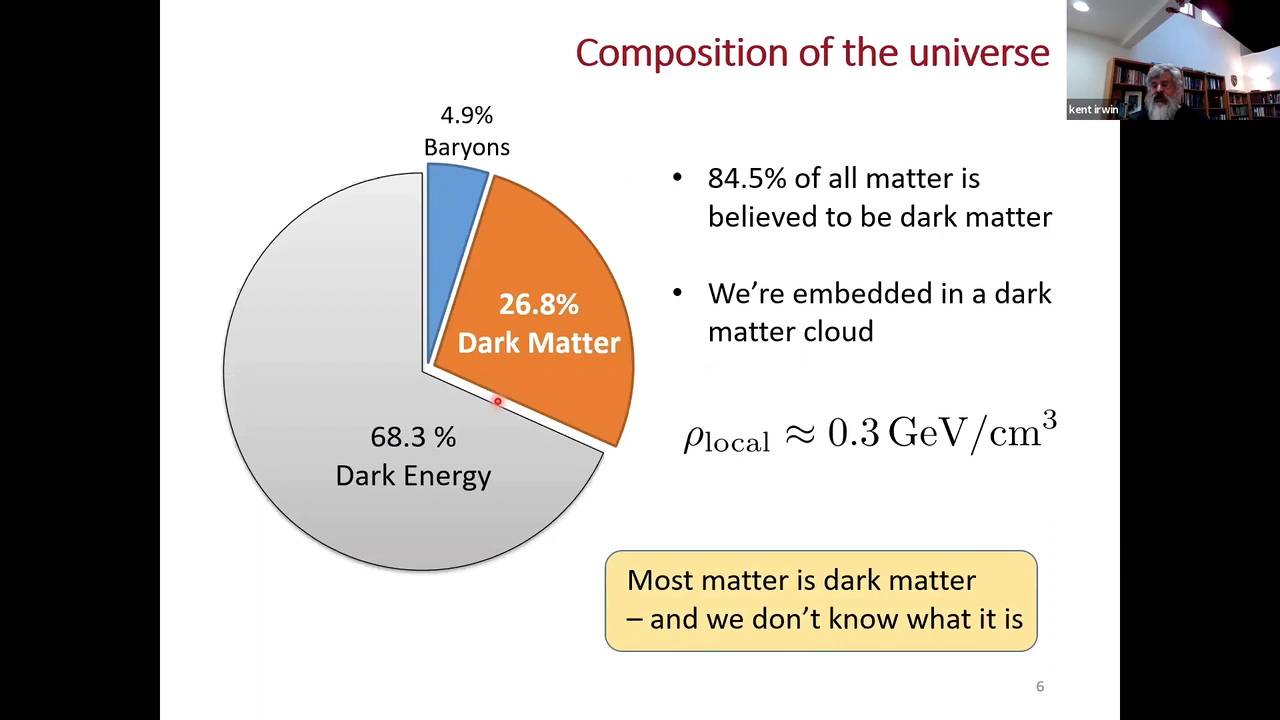 Composition of the universe
kent irwin
4.9%
Baryons
26.8%
Dark Matter
68.3 %
Dark Energy
• 84.5% of all matter is
believed to be dark matter
• We’re embedded in a dark
matter cloud
ρlocal ≈ 0.3 GeV/cm³
Most matter is dark matter
– and we don’t know what it is
6